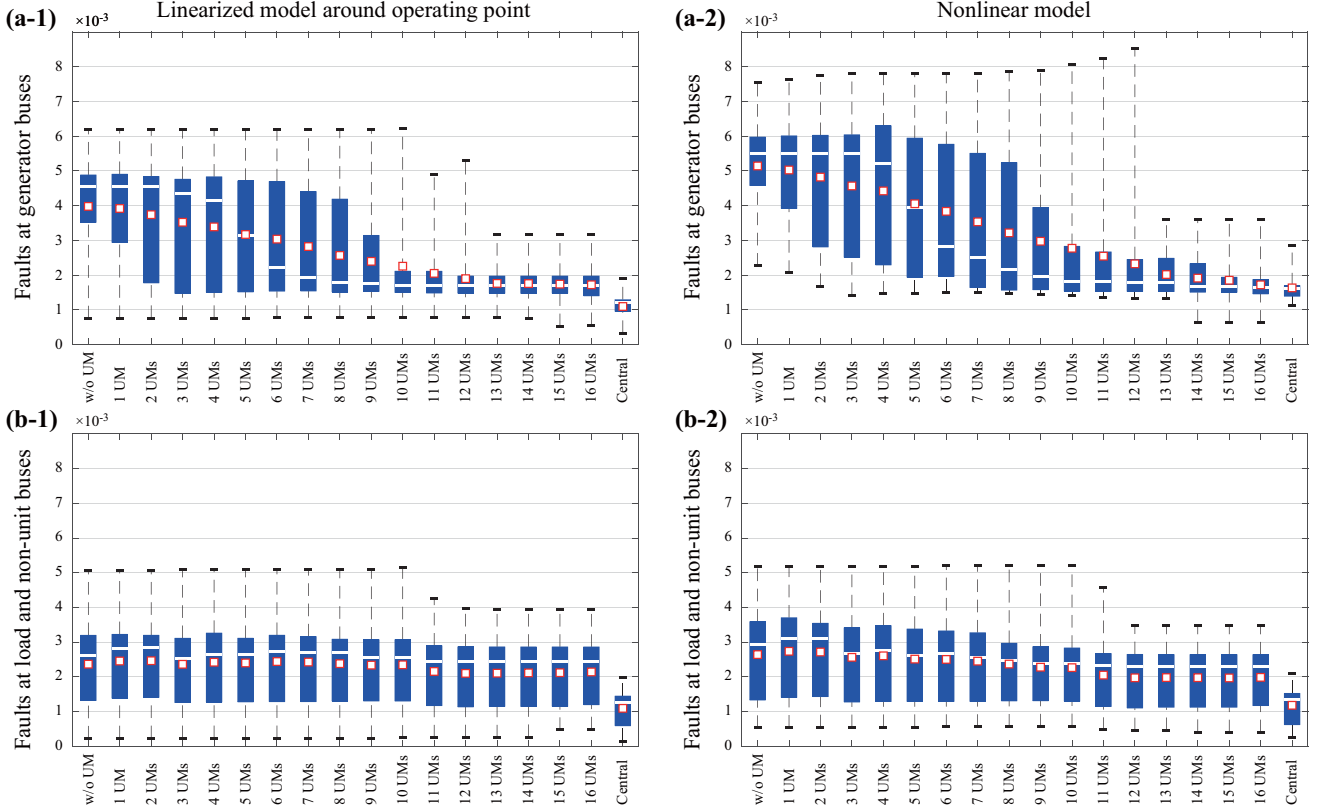 (a-1)
Linearized model around operating point
×10⁻³
Faults at generator buses
8
7
6
5
4
3
2
1
0
w/o UM
1 UM
2 UMs
3 UMs
4 UMs
5 UMs
6 UMs
7 UMs
8 UMs
9 UMs
10 UMs
11 UMs
12 UMs
13 UMs
14 UMs
15 UMs
16 UMs
Central
(a-2)
Nonlinear model
×10⁻³
Faults at generator buses
8
7
6
5
4
3
2
1
0
w/o UM
1 UM
2 UMs
3 UMs
4 UMs
5 UMs
6 UMs
7 UMs
8 UMs
9 UMs
10 UMs
11 UMs
12 UMs
13 UMs
14 UMs
15 UMs
16 UMs
Central
(b-1)
×10⁻³
Faults at load and non-unit buses
8
7
6
5
4
3
2
1
0
w/o UM
1 UM
2 UMs
3 UMs
4 UMs
5 UMs
6 UMs
7 UMs
8 UMs
9 UMs
10 UMs
11 UMs
12 UMs
13 UMs
14 UMs
15 UMs
16 UMs
Central
(b-2)
×10⁻³
Faults at load and non-unit buses
8
7
6
5
4
3
2
1
0
w/o UM
1 UM
2 UMs
3 UMs
4 UMs
5 UMs
6 UMs
7 UMs
8 UMs
9 UMs
10 UMs
11 UMs
12 UMs
13 UMs
14 UMs
15 UMs
16 UMs
Central